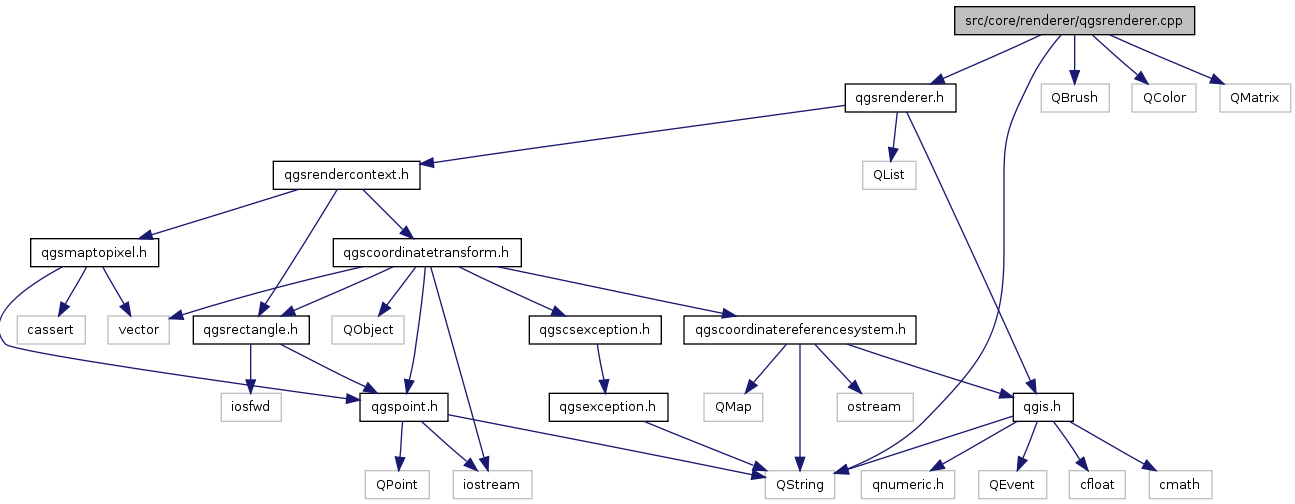 src/core/renderer/qgsrenderer.cpp
qgsrenderer.h
QBrush
QColor
QMatrix
qgsrendercontext.h
QList
qgsmaptopixel.h
qgscoordinatetransform.h
cassert
vector
qgsrectangle.h
QObject
qgscsexception.h
qgscoordinatereferencesystem.h
iosfwd
qgspoint.h
qgsexception.h
QMap
ostream
qgis.h
QPoint
iostream
QString
qnumeric.h
QEvent
cfloat
cmath